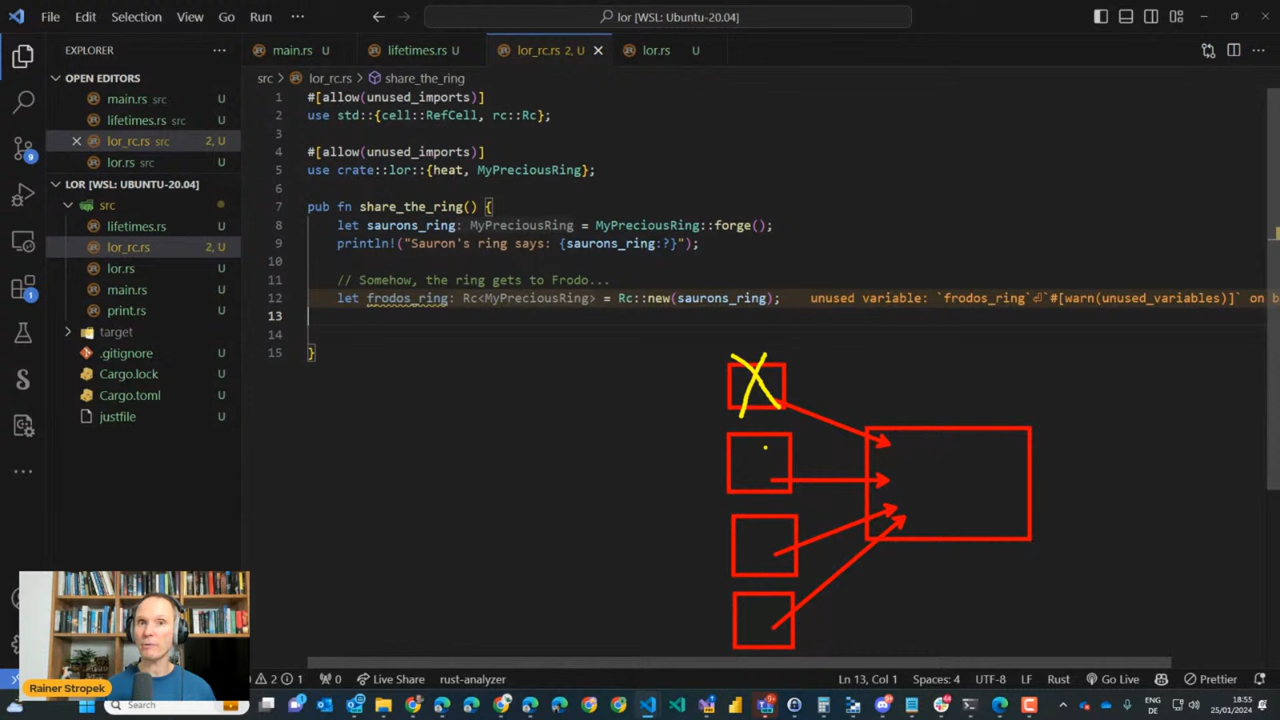 File Edit Selection View Go Run ··· lor [WSL: Ubuntu-20.04]
EXPLORER ···
main.rs U lifetimes.rs U lor_rc.rs 2, U lor.rs U
OPEN EDITORS
src > lor_rc.rs > share_the_ring
main.rs src U
lifetimes.rs src U
lor_rc.rs src 2, U
lor.rs src U
LOR [WSL: UBUNTU-20.04]
src
lifetimes.rs U
lor_rc.rs 2, U
lor.rs U
main.rs U
print.rs U
target
.gitignore U
Cargo.lock U
Cargo.toml U
justfile U
9
1
1 #[allow(unused_imports)]
2 use std::{cell::RefCell, rc::Rc};
3
4 #[allow(unused_imports)]
5 use crate::lor::{heat, MyPreciousRing};
6
7 pub fn share_the_ring() {
8 let saurons_ring: MyPreciousRing = MyPreciousRing::forge();
9 println!("Sauron's ring says: {saurons_ring:?}");
10
11 // Somehow, the ring gets to Frodo...
12 let frodos_ring: Rc<MyPreciousRing> = Rc::new(saurons_ring); unused variable: `frodos_ring`⏎`#[warn(unused_variables)]` on b
13
14
15 }
Rainer Stropek
2 1 0 Live Share rust-analyzer Ln 13, Col 1 Spaces: 4 UTF-8 LF Rust Go Live Prettier
Search
ENG
DE
18:55
25/01/2024